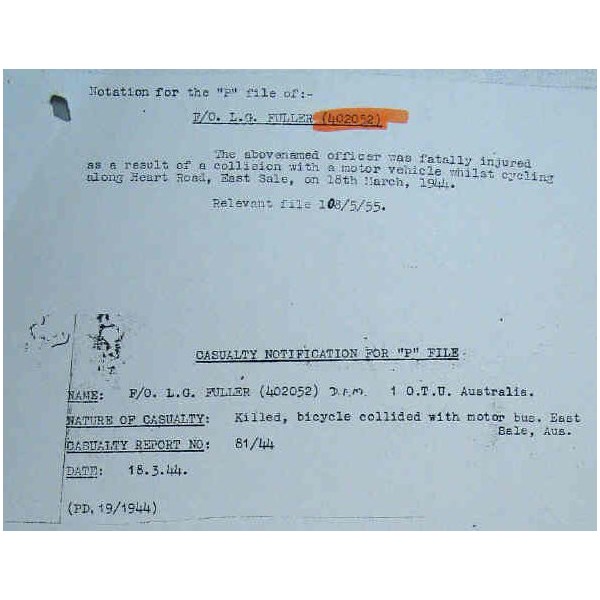 Notation for the "P" file of:-
F/O. L.G. FULLER (402052)
The abovenamed officer was fatally injured
as a result of a collision with a motor vehicle whilst cycling
along Heart Road, East Sale, on 18th March, 1944.
Relevant file 108/5/55.
CASUALTY NOTIFICATION FOR "P" FILE
NAME: F/O. L.G. FULLER (402052) D.F.M. 1 O.T.U. Australia.
NATURE OF CASUALTY: Killed, bicycle collided with motor bus. East
Sale, Aus.
CASUALTY REPORT NO: 81/44
DATE: 18.3.44.
(PD.19/1944)